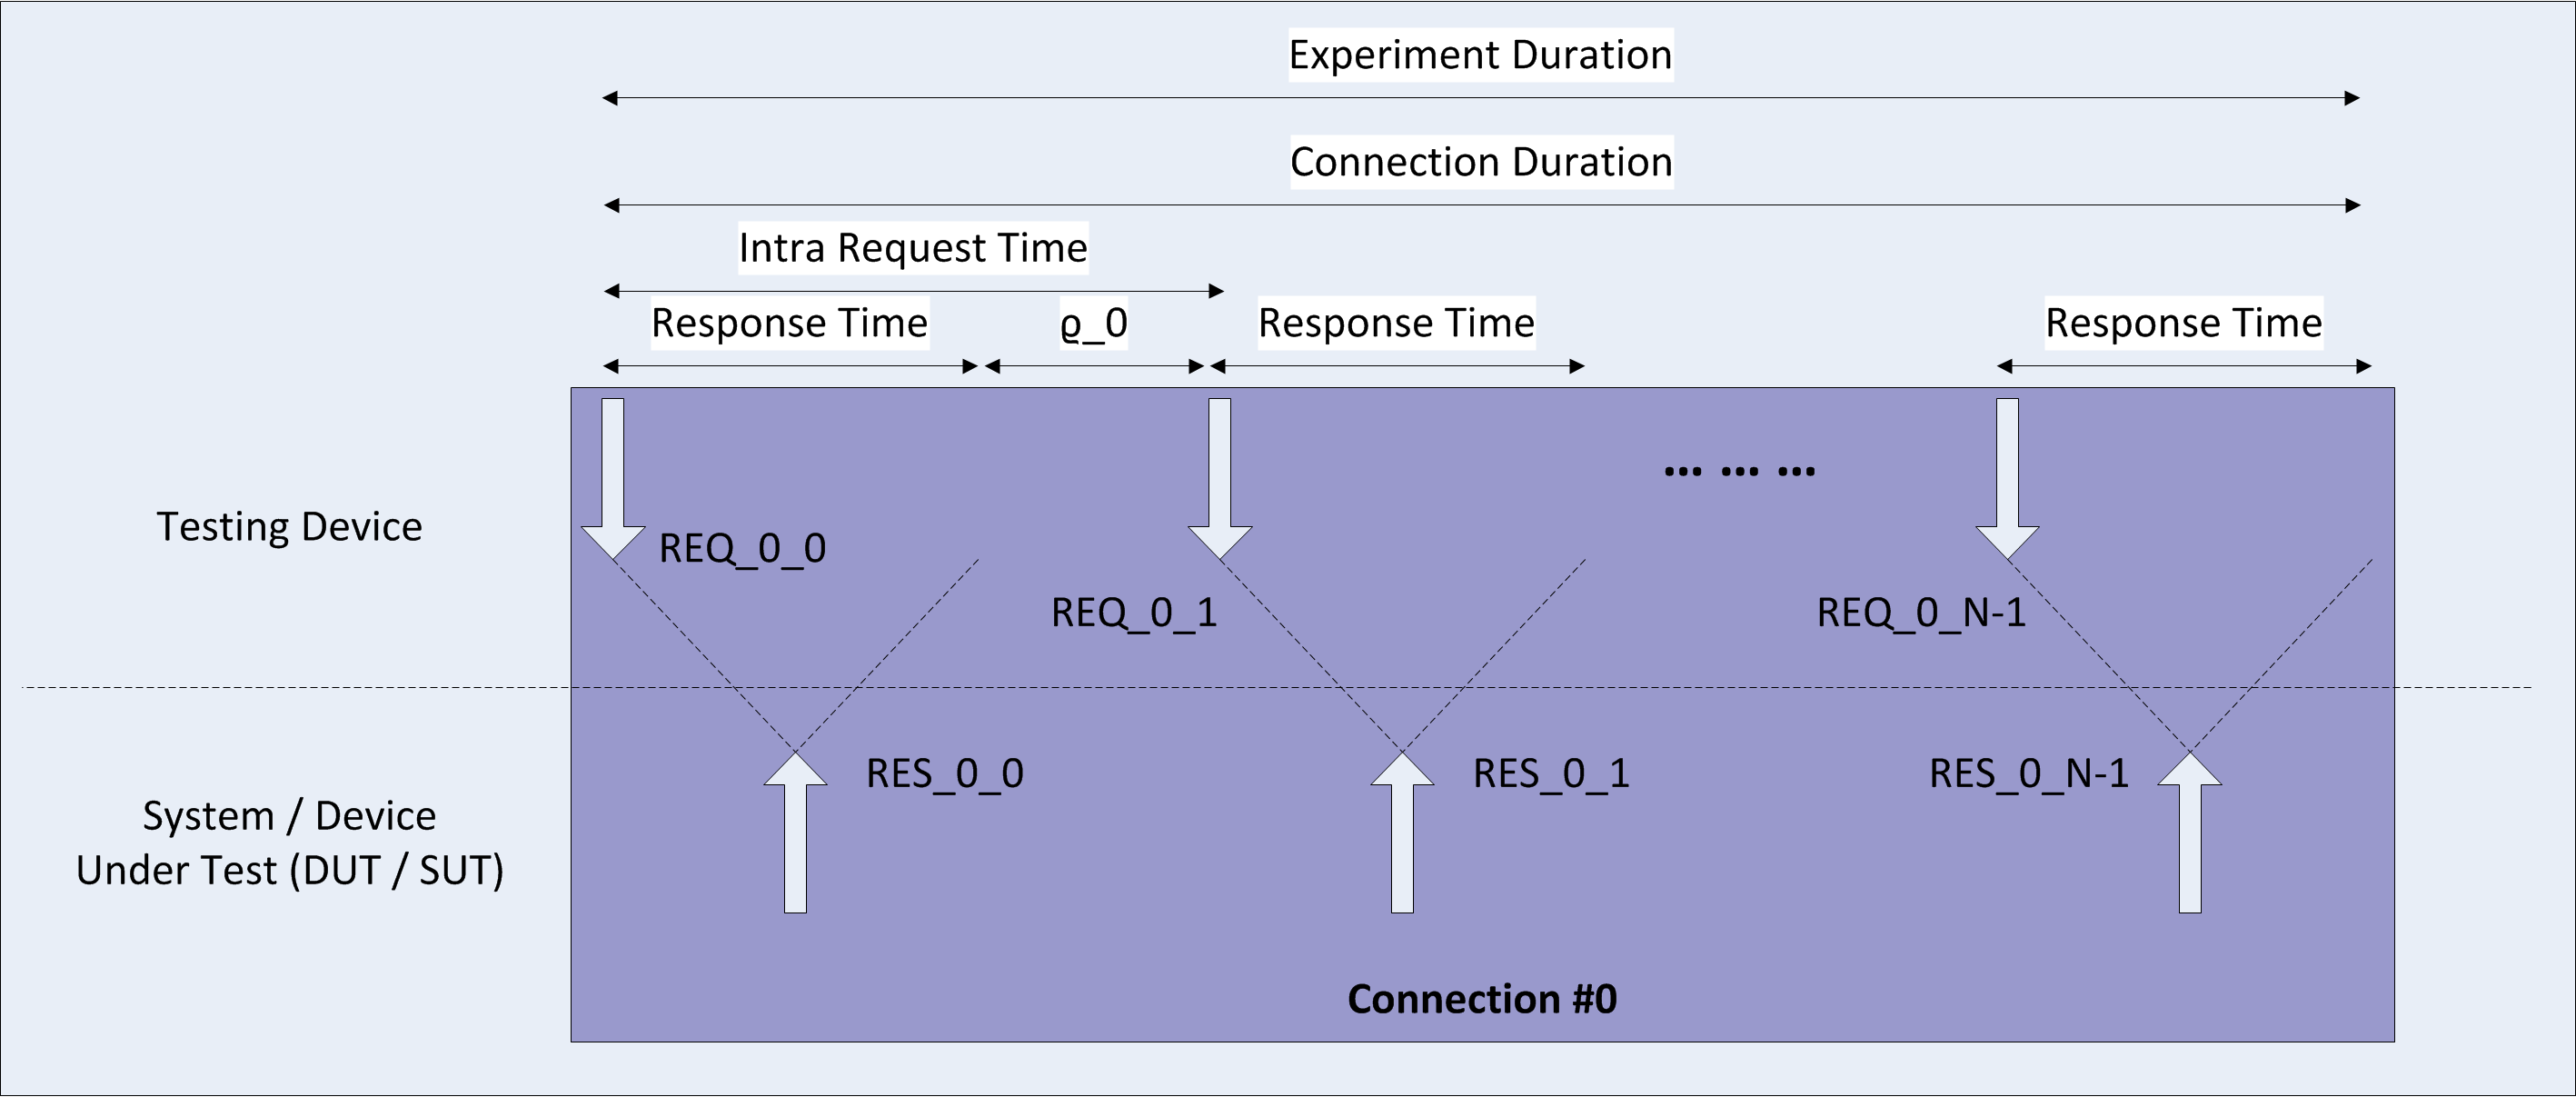 Experiment Duration
Connection Duration
Intra Request Time
Response Time
ϱ_0
Response Time
Response Time
... ... ...
Testing Device
REQ_0_0
REQ_0_1
REQ_0_N-1
RES_0_0
RES_0_1
RES_0_N-1
System / Device
Under Test (DUT / SUT)
Connection #0